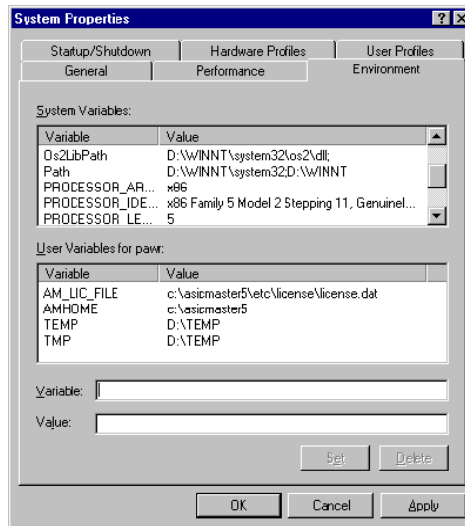 System Properties
Startup/Shutdown Hardware Profiles User Profiles
General Performance Environment
System Variables:
Variable Value
Os2LibPath D:\WINNT\system32\os2\dll;
Path D:\WINNT\system32;D:\WINNT
PROCESSOR_AR... x86
PROCESSOR_IDE... x86 Family 5 Model 2 Stepping 11, GenuineI...
PROCESSOR_LE... 5
User Variables for pawr:
Variable Value
AM_LIC_FILE c:\asicmaster5\etc\license\license.dat
AMHOME c:\asicmaster5
TEMP D:\TEMP
TMP D:\TEMP
Variable:
Value:
Set Delete
OK Cancel Apply